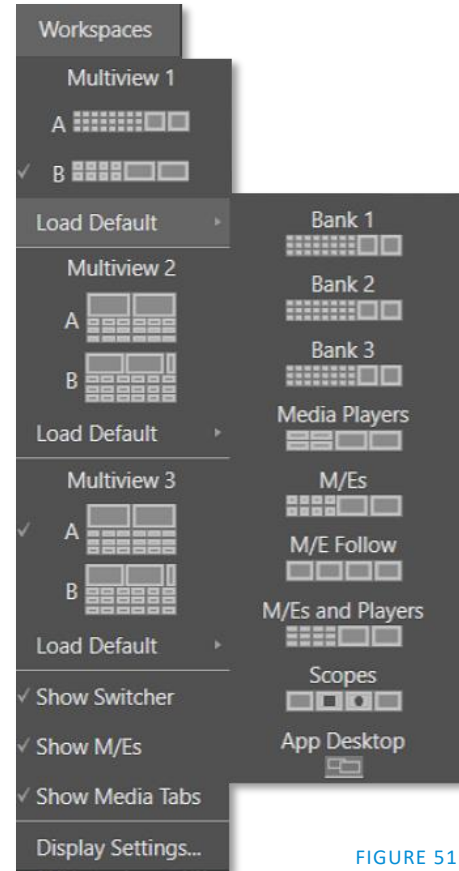 Workspaces
Multiview 1
A
B
Load Default
Multiview 2
A
B
Load Default
Multiview 3
A
B
Load Default
Show Switcher
Show M/Es
Show Media Tabs
Display Settings...
Bank 1
Bank 2
Bank 3
Media Players
M/Es
M/E Follow
M/Es and Players
Scopes
App Desktop
FIGURE 51